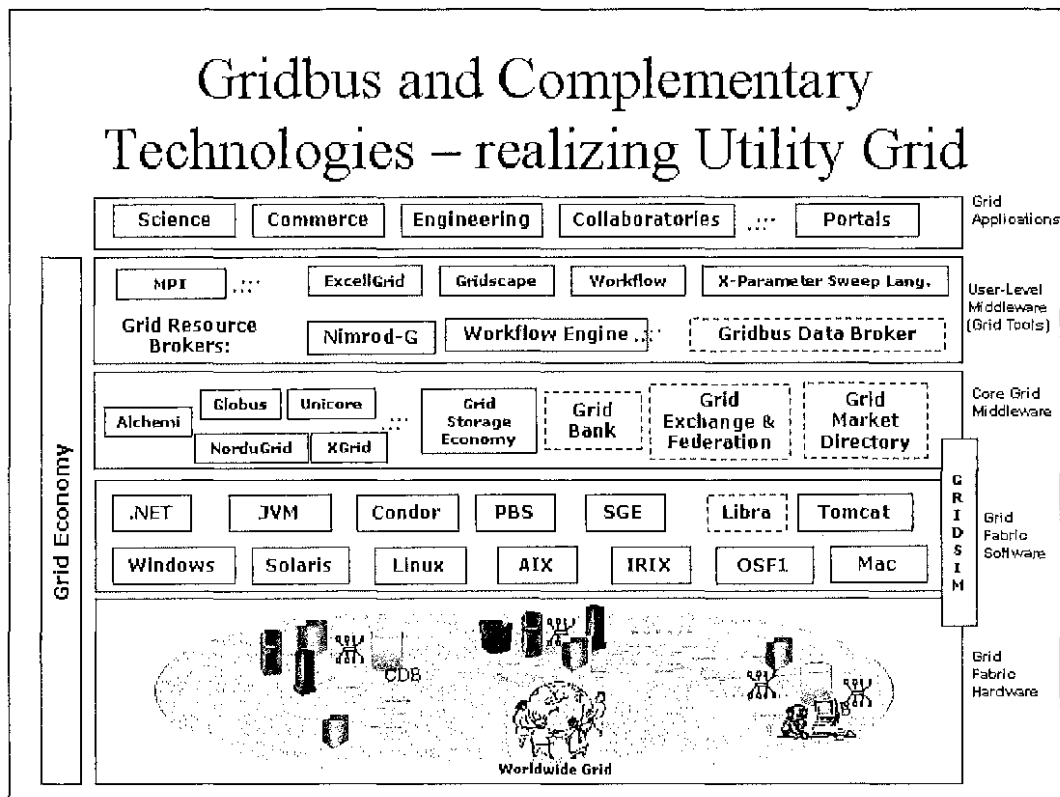 Gridbus and Complementary
Technologies – realizing Utility Grid
Science
Commerce
Engineering
Collaboratories
Portals
Grid
Applications
MPI
ExcellGrid
Gridscape
Workflow
X-Parameter Sweep Lang.
User-Level
Middleware
(Grid Tools)
Grid Resource
Brokers:
Nimrod-G
Workflow Engine
Gridbus Data Broker
Core Grid
Middleware
Alchemi
Globus
Unicore
NorduGrid
XGrid
Grid
Storage
Economy
Grid
Bank
Grid
Exchange &
Federation
Grid
Market
Directory
Grid Economy
GRIDSIM
.NET
JVM
Condor
PBS
SGE
Libra
Tomcat
Grid
Fabric
Software
Windows
Solaris
Linux
AIX
IRIX
OSF1
Mac
CDB
Grid
Fabric
Hardware
Worldwide Grid